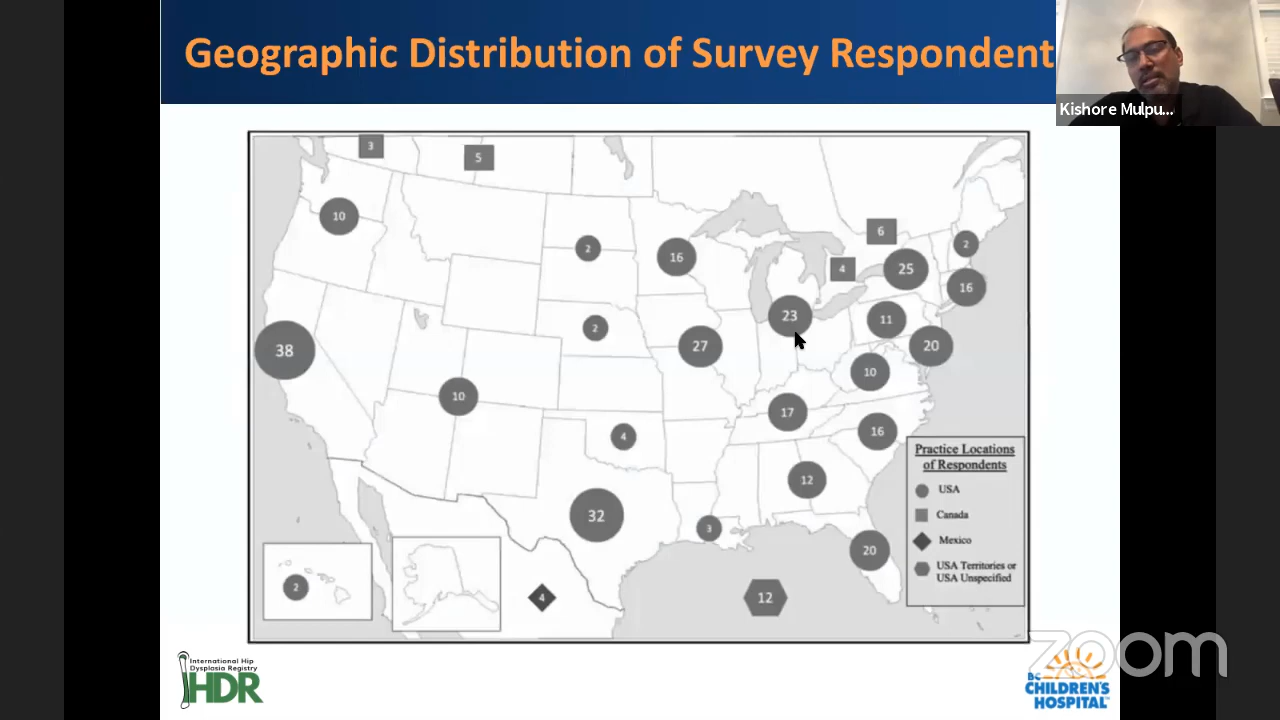 Geographic Distribution of Survey Respondent
Kishore Mulpu...
3
5
10
6
2
2
16
4
25
16
23
11
2
38
27
20
10
10
17
4
16
12
32
3
20
2
4
12
Practice Locations
of Respondents
USA
Canada
Mexico
USA Territories or
USA Unspecified
International Hip
Dysplasia Registry
IHDR
BC
CHILDREN'S
HOSPITAL
zoom